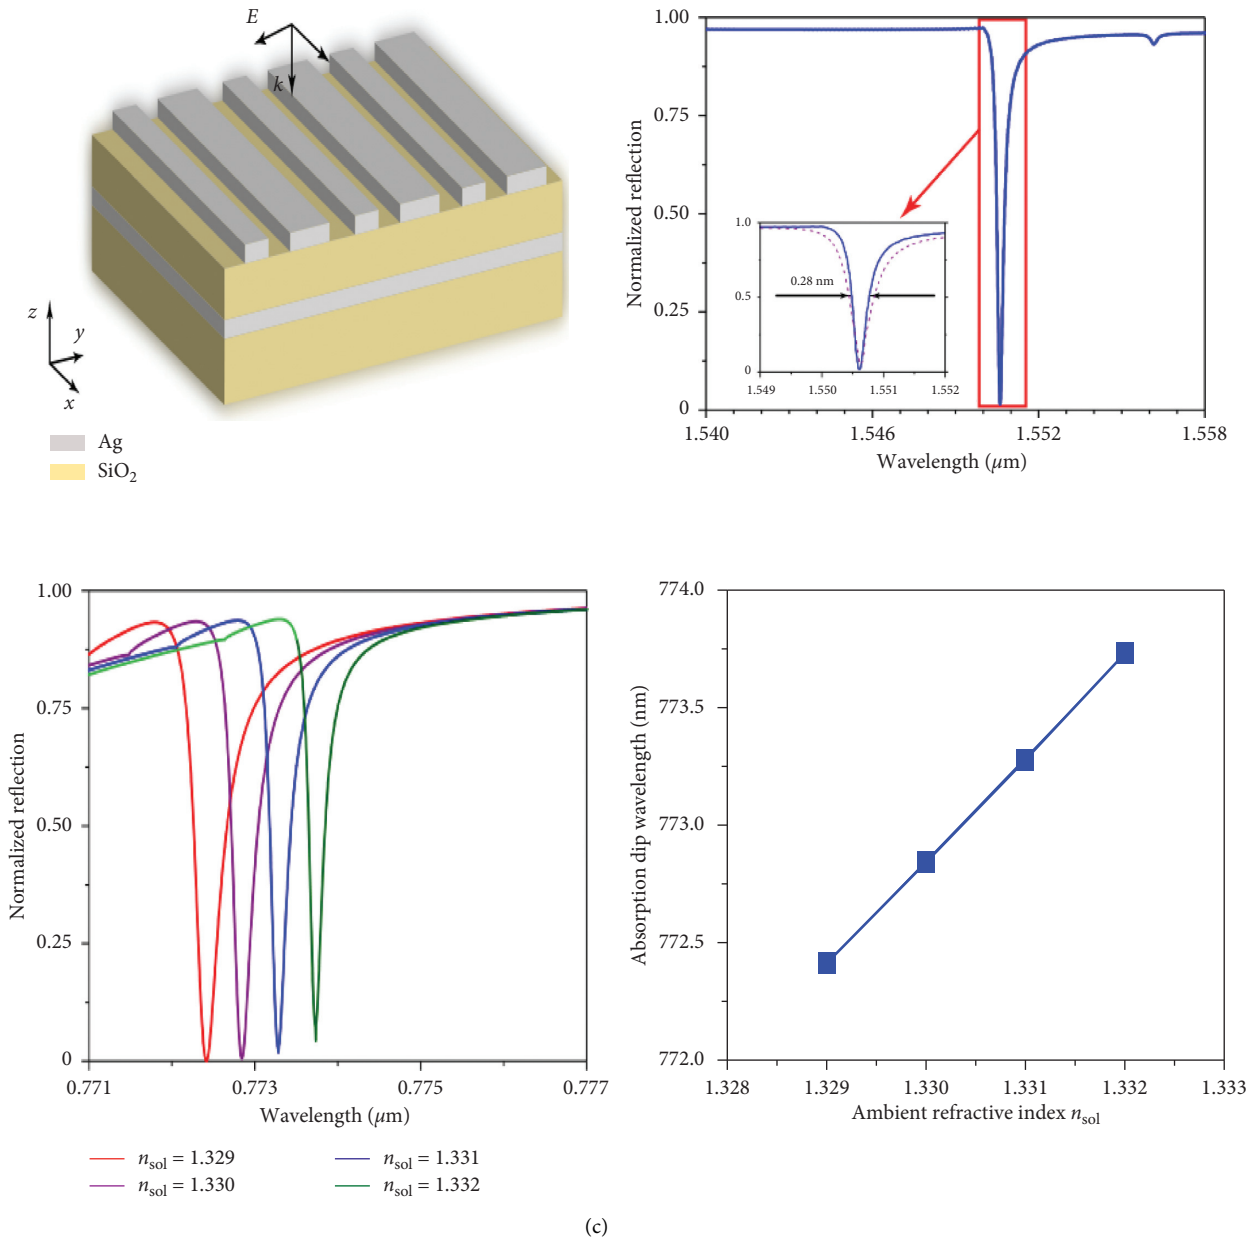 E
k
z
y
x
Ag
SiO₂
Normalized reflection
1.00
0.75
0.50
0.25
0
1.0
0.5
0
0.28 nm
1.549 1.550 1.551 1.552
1.540 1.546 1.552 1.558
Wavelength (μm)
Normalized reflection
1.00
0.75
0.50
0.25
0
0.771 0.773 0.775 0.777
Wavelength (μm)
n_sol = 1.329
n_sol = 1.330
n_sol = 1.331
n_sol = 1.332
Absorption dip wavelength (nm)
774.0
773.5
773.0
772.5
772.0
1.328 1.329 1.330 1.331 1.332 1.333
Ambient refractive index n_sol
(c)